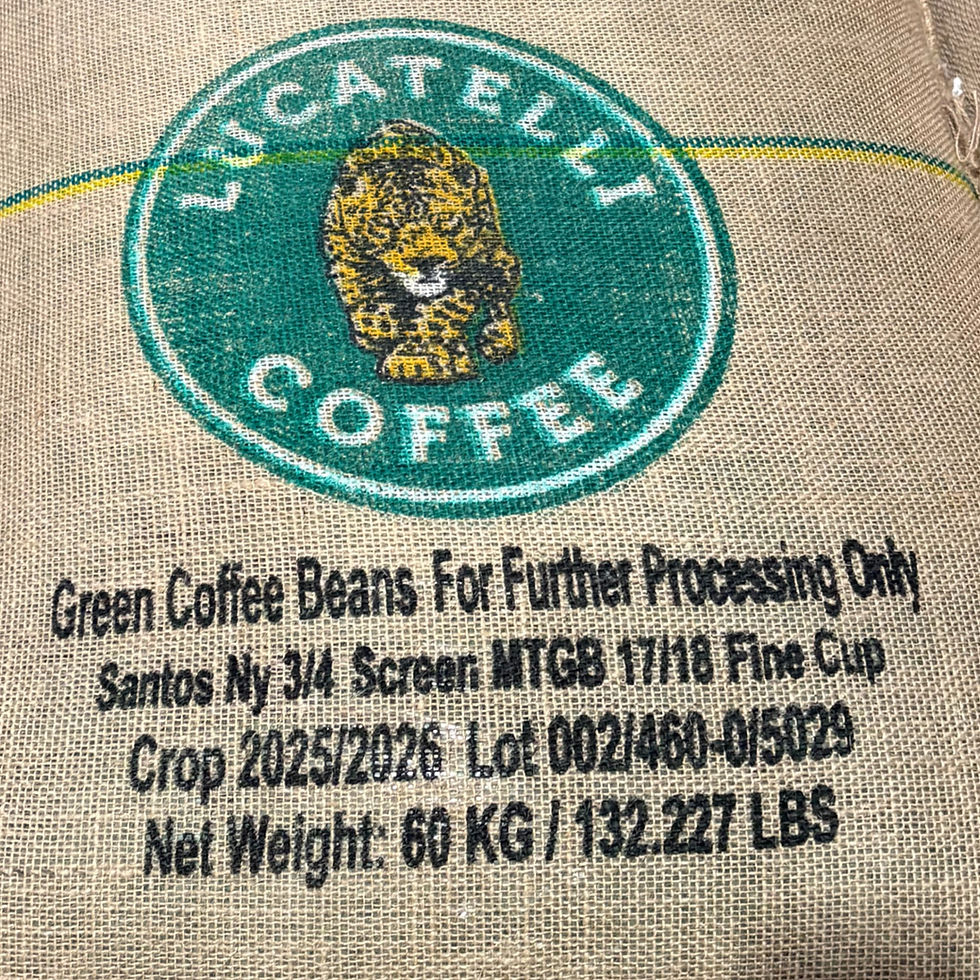 LUCATELLI
COFFEE
Green Coffee Beans For Further Processing Only
Santos Ny 3/4 Screen MTGB 17/18 Fine Cup
Crop 2025/2026 Lot 002/460-0/5029
Net Weight: 60 KG / 132.227 LBS